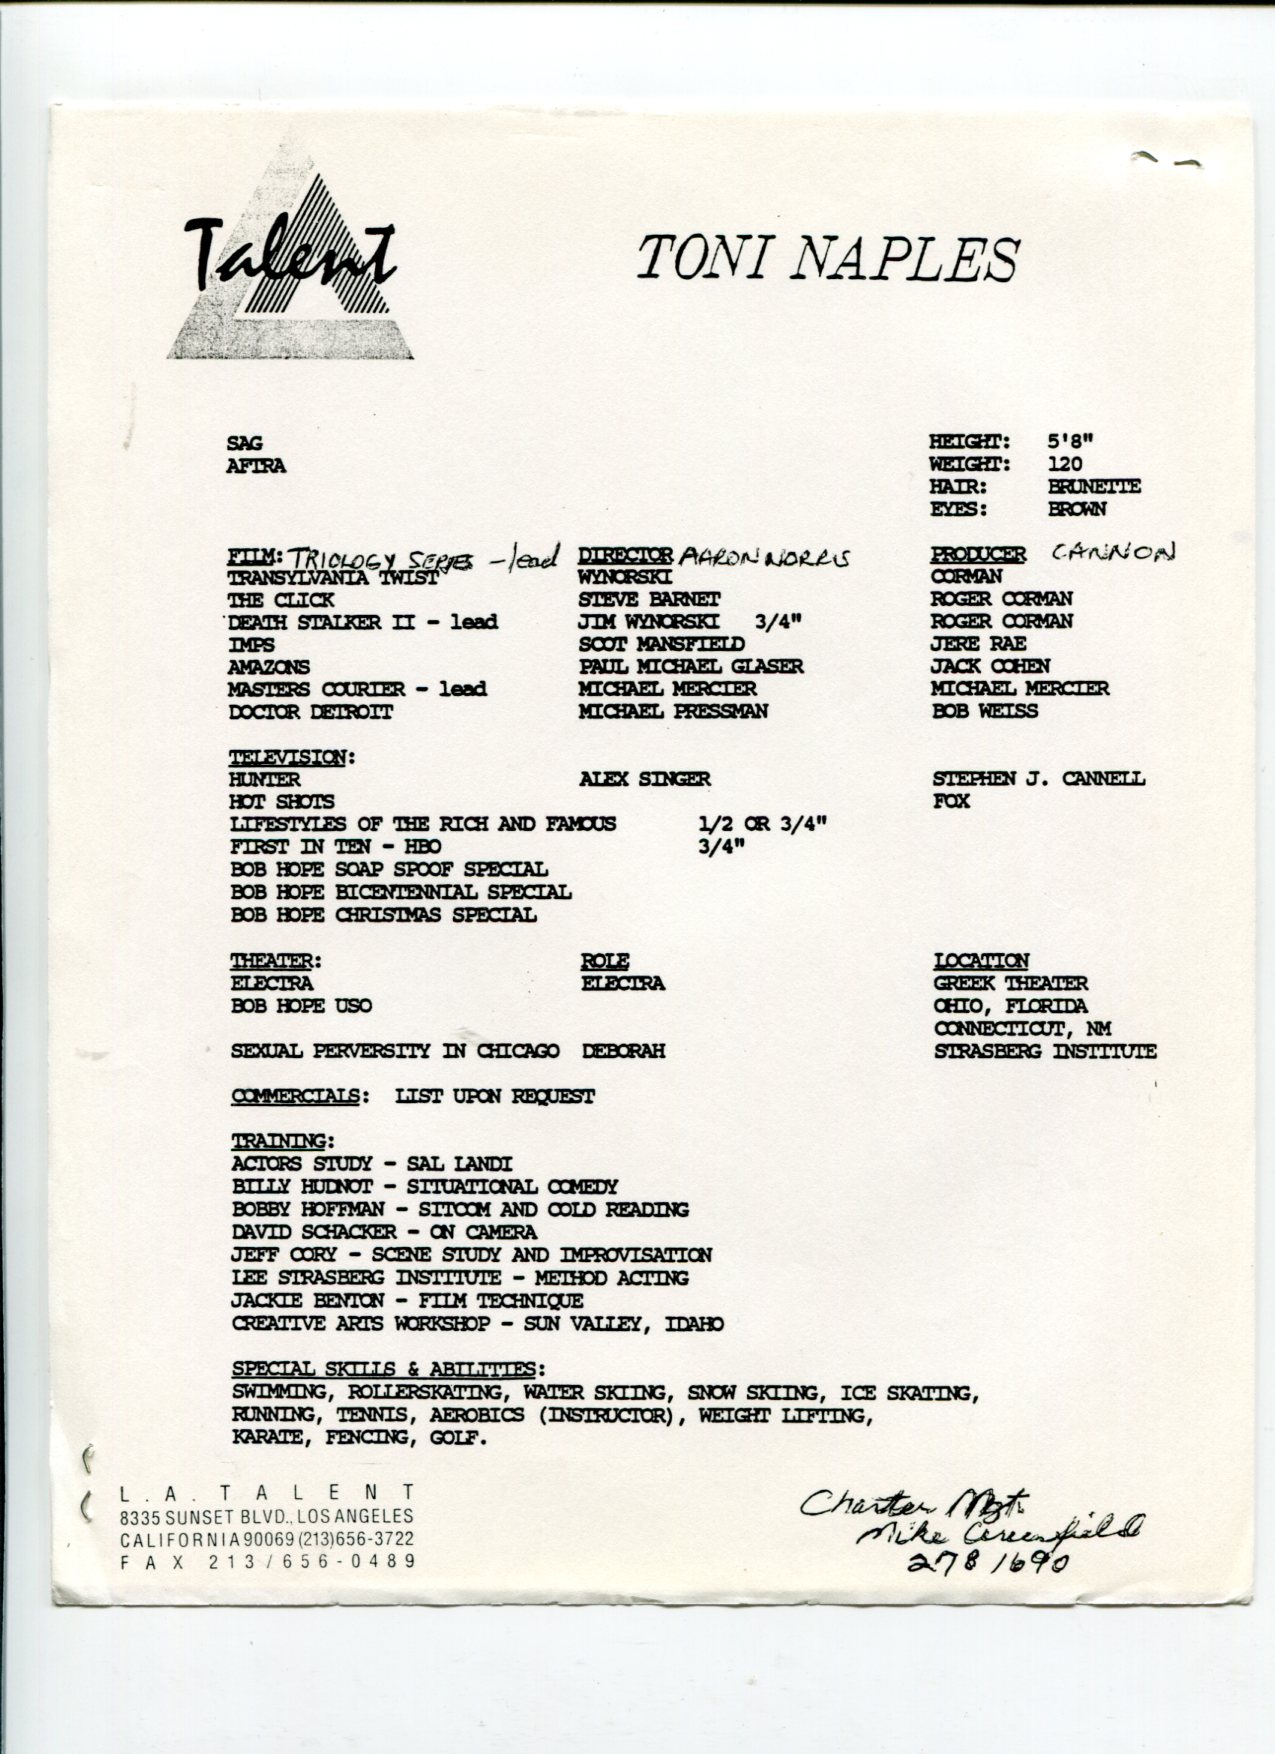 Talent
TONI NAPLES
SAG
AFTRA
HEIGHT: 5'8"
WEIGHT: 120
HAIR: BRUNETTE
EYES: BROWN
FILM: TRIOLOGY SERIES - lead DIRECTOR AARON NORRIS PRODUCER CANNON
TRANSYLVANIA TWIST WYNORSKI CORMAN
THE CLICK STEVE BARNET ROGER CORMAN
DEATH STALKER II - lead JIM WYNORSKI 3/4" ROGER CORMAN
IMPS SCOT MANSFIELD JERE RAE
AMAZONS PAUL MICHAEL GLASER JACK COHEN
MASTERS COURIER - lead MICHAEL MERCIER MICHAEL MERCIER
DOCTOR DETROIT MICHAEL PRESSMAN BOB WEISS
TELEVISION:
HUNTER ALEX SINGER STEPHEN J. CANNELL
HOT SHOTS FOX
LIFESTYLES OF THE RICH AND FAMOUS 1/2 OR 3/4"
FIRST IN TEN - HBO 3/4"
BOB HOPE SOAP SPOOF SPECIAL
BOB HOPE BICENTENNIAL SPECIAL
BOB HOPE CHRISTMAS SPECIAL
THEATER: ROLE LOCATION
ELECTRA ELECTRA GREEK THEATER
BOB HOPE USO OHIO, FLORIDA
CONNECTICUT, NM
SEXUAL PERVERSITY IN CHICAGO DEBORAH STRASBERG INSTITUTE
COMMERCIALS: LIST UPON REQUEST
TRAINING:
ACTORS STUDY - SAL LANDI
BILLY HUDNOT - SITUATIONAL COMEDY
BOBBY HOFFMAN - SITCOM AND COLD READING
DAVID SCHACKER - ON CAMERA
JEFF CORY - SCENE STUDY AND IMPROVISATION
LEE STRASBERG INSTITUTE - METHOD ACTING
JACKIE BENTON - FILM TECHNIQUE
CREATIVE ARTS WORKSHOP - SUN VALLEY, IDAHO
SPECIAL SKILLS & ABILITIES:
SWIMMING, ROLLERSKATING, WATER SKIING, SNOW SKIING, ICE SKATING,
RUNNING, TENNIS, AEROBICS (INSTRUCTOR), WEIGHT LIFTING,
KARATE, FENCING, GOLF.
L.A. TALENT
8335 SUNSET BLVD., LOS ANGELES
CALIFORNIA 90069 (213)656-3722
FAX 213/656-0489
Charter Mgt.
Mike Greenfield
278 1690